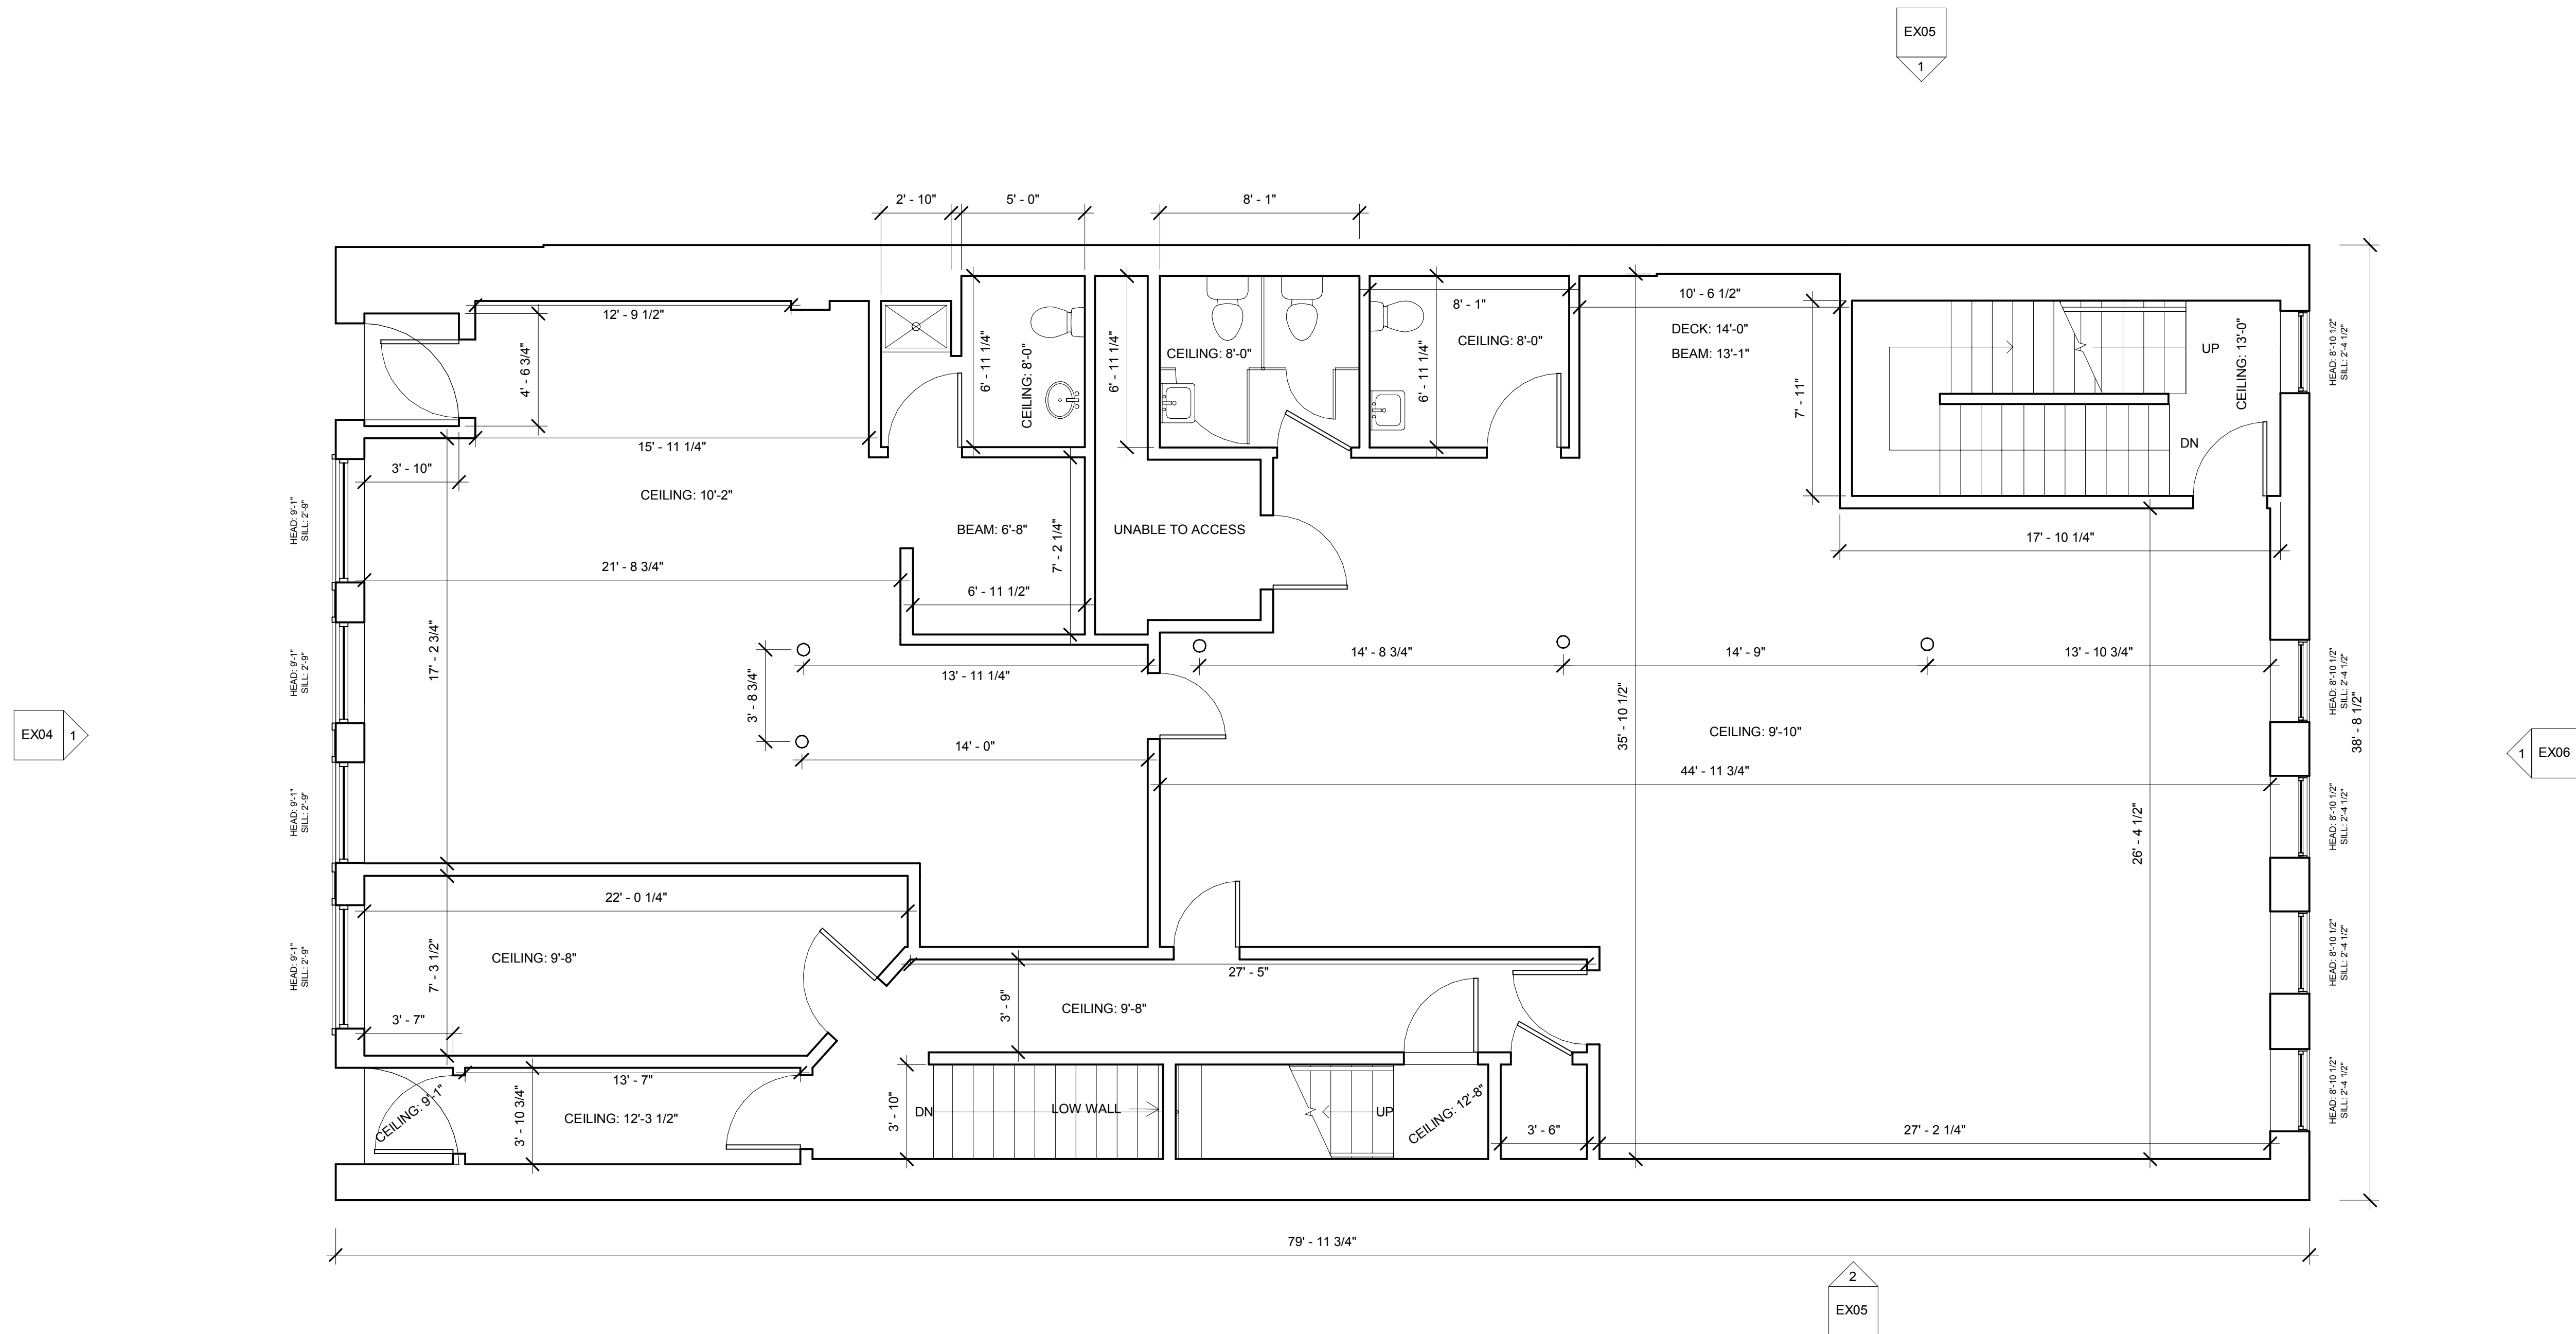 EX05
1
2' - 10"
5' - 0"
8' - 1"
12' - 9 1/2"
4' - 6 3/4"
15' - 11 1/4"
3' - 10"
CEILING: 10'-2"
6' - 11 1/4"
CEILING: 8'-0"
6' - 11 1/4"
CEILING: 8'-0"
8' - 1"
6' - 11 1/4"
CEILING: 8'-0"
10' - 6 1/2"
DECK: 14'-0"
BEAM: 13'-1"
7' - 11"
UP
DN
CEILING: 13'-0"
HEAD: 8'-10 1/2"
SILL: 2'-4 1/2"
HEAD: 9'-1"
SILL: 2'-9"
BEAM: 6'-8"
7' - 2 1/4"
UNABLE TO ACCESS
17' - 10 1/4"
21' - 8 3/4"
6' - 11 1/2"
17' - 2 3/4"
HEAD: 9'-1"
SILL: 2'-9"
3' - 8 3/4"
13' - 11 1/4"
14' - 8 3/4"
14' - 9"
13' - 10 3/4"
HEAD: 8'-10 1/2"
SILL: 2'-4 1/2"
38' - 8 1/2"
35' - 10 1/2"
CEILING: 9'-10"
EX04
1
1
EX06
14' - 0"
44' - 11 3/4"
HEAD: 9'-1"
SILL: 2'-9"
26' - 4 1/2"
HEAD: 8'-10 1/2"
SILL: 2'-4 1/2"
22' - 0 1/4"
CEILING: 9'-8"
7' - 3 1/2"
HEAD: 9'-1"
SILL: 2'-9"
27' - 5"
3' - 9"
CEILING: 9'-8"
HEAD: 8'-10 1/2"
SILL: 2'-4 1/2"
3' - 7"
13' - 7"
CEILING: 9'-1"
3' - 10 3/4"
CEILING: 12'-3 1/2"
3' - 10"
DN
LOW WALL
UP
CEILING: 12'-8"
3' - 6"
27' - 2 1/4"
HEAD: 8'-10 1/2"
SILL: 2'-4 1/2"
79' - 11 3/4"
2
EX05